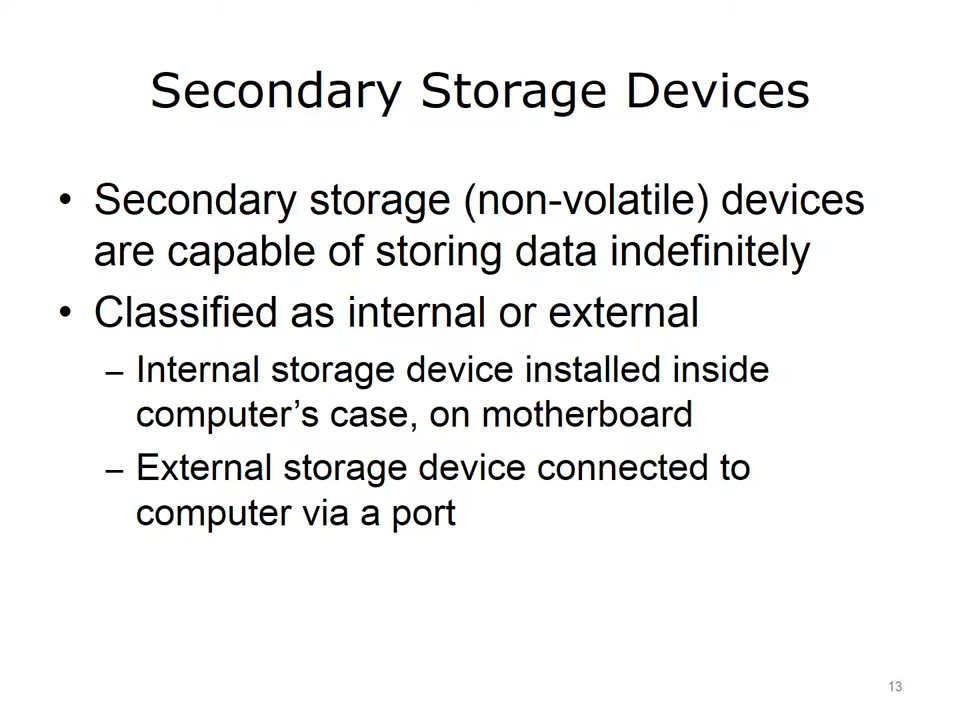 Secondary Storage Devices
• Secondary storage (non-volatile) devices
are capable of storing data indefinitely
• Classified as internal or external
– Internal storage device installed inside
computer’s case, on motherboard
– External storage device connected to
computer via a port
13